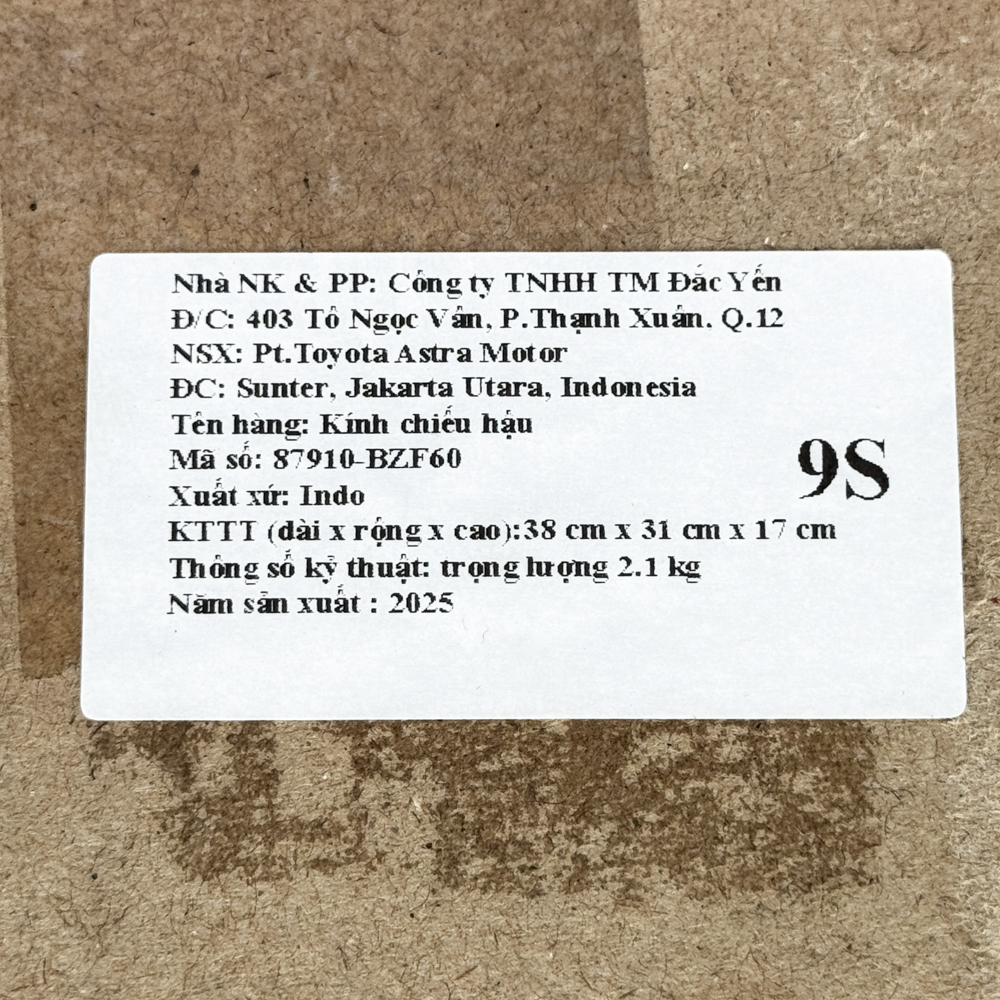 Nhà NK & PP: Công ty TNHH TM Đắc Yến
Đ/C: 403 Tô Ngọc Vân, P.Thạnh Xuân. Q.12
NSX: Pt.Toyota Astra Motor
ĐC: Sunter, Jakarta Utara, Indonesia
Tên hàng: Kính chiếu hậu
Mã số: 87910-BZF60
9S
Xuất xứ: Indo
KTTT (dài x rộng x cao):38 cm x 31 cm x 17 cm
Thông số kỹ thuật: trọng lượng 2.1 kg
Năm sản xuất : 2025